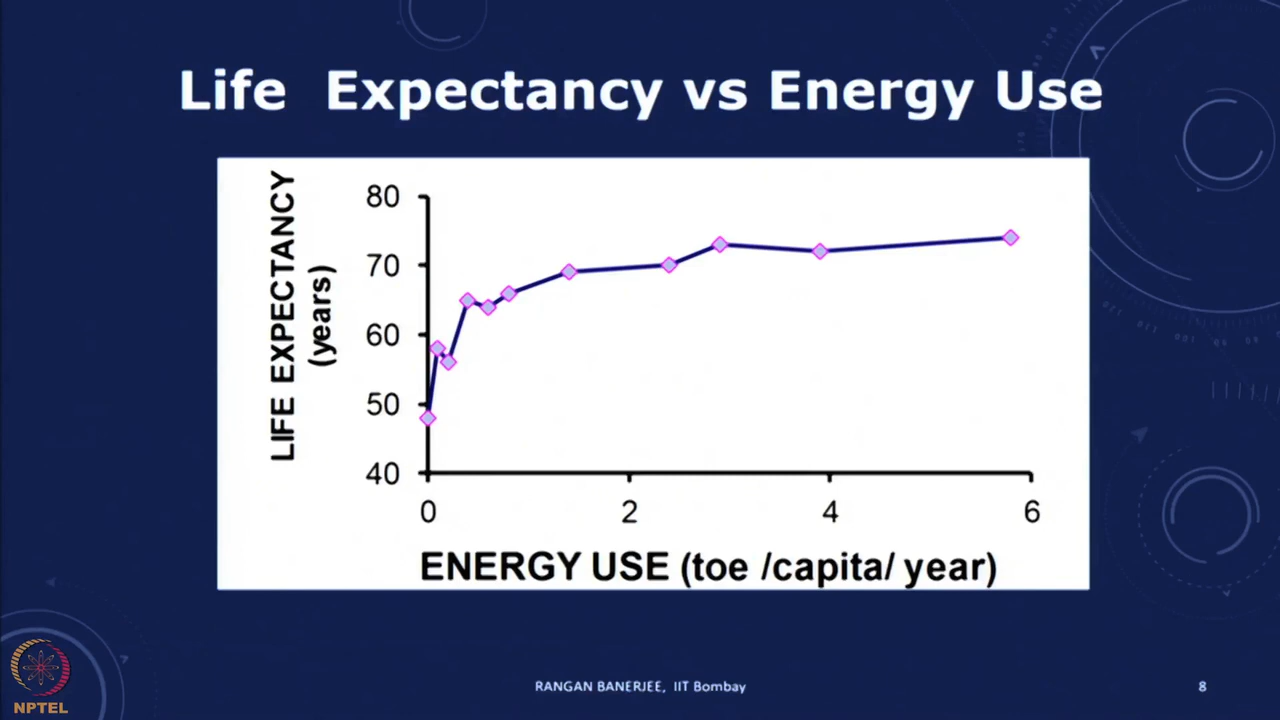 Life Expectancy vs Energy Use
LIFE EXPECTANCY
(years)
80
70
60
50
40
0 2 4 6
ENERGY USE (toe /capita/ year)
RANGAN BANERJEE, IIT Bombay
8
NPTEL